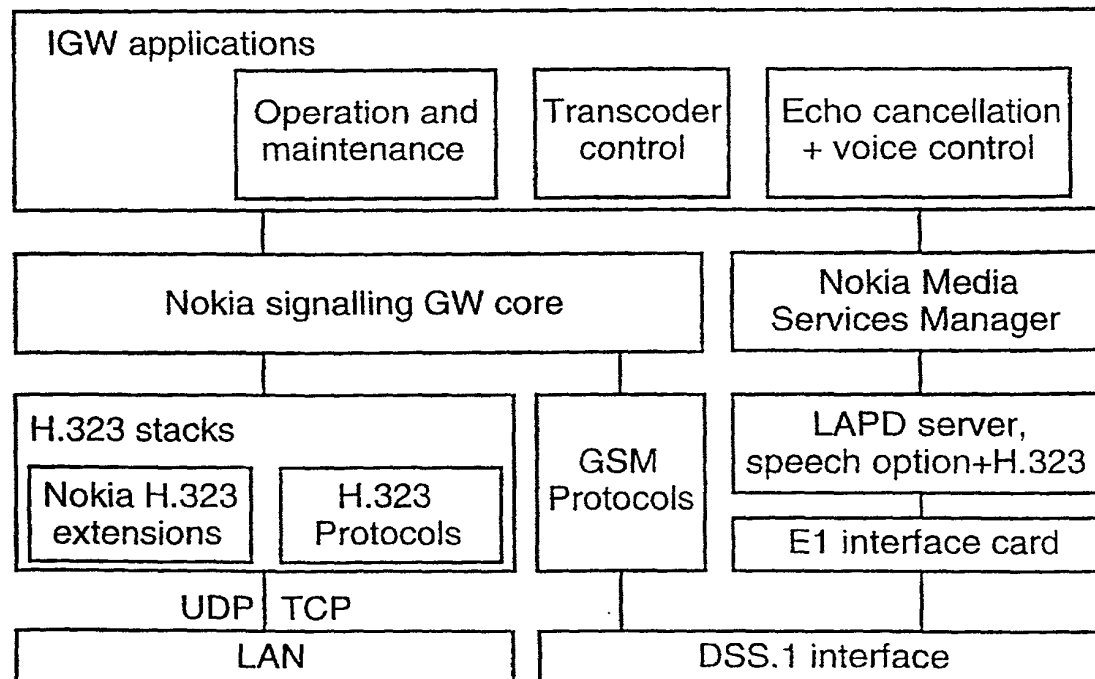 IGW applications
Operation and
maintenance
Transcoder
control
Echo cancellation
+ voice control
Nokia signalling GW core
Nokia Media
Services Manager
H.323 stacks
Nokia H.323
extensions
H.323
Protocols
GSM
Protocols
LAPD server,
speech option+H.323
E1 interface card
UDP TCP
LAN
DSS.1 interface